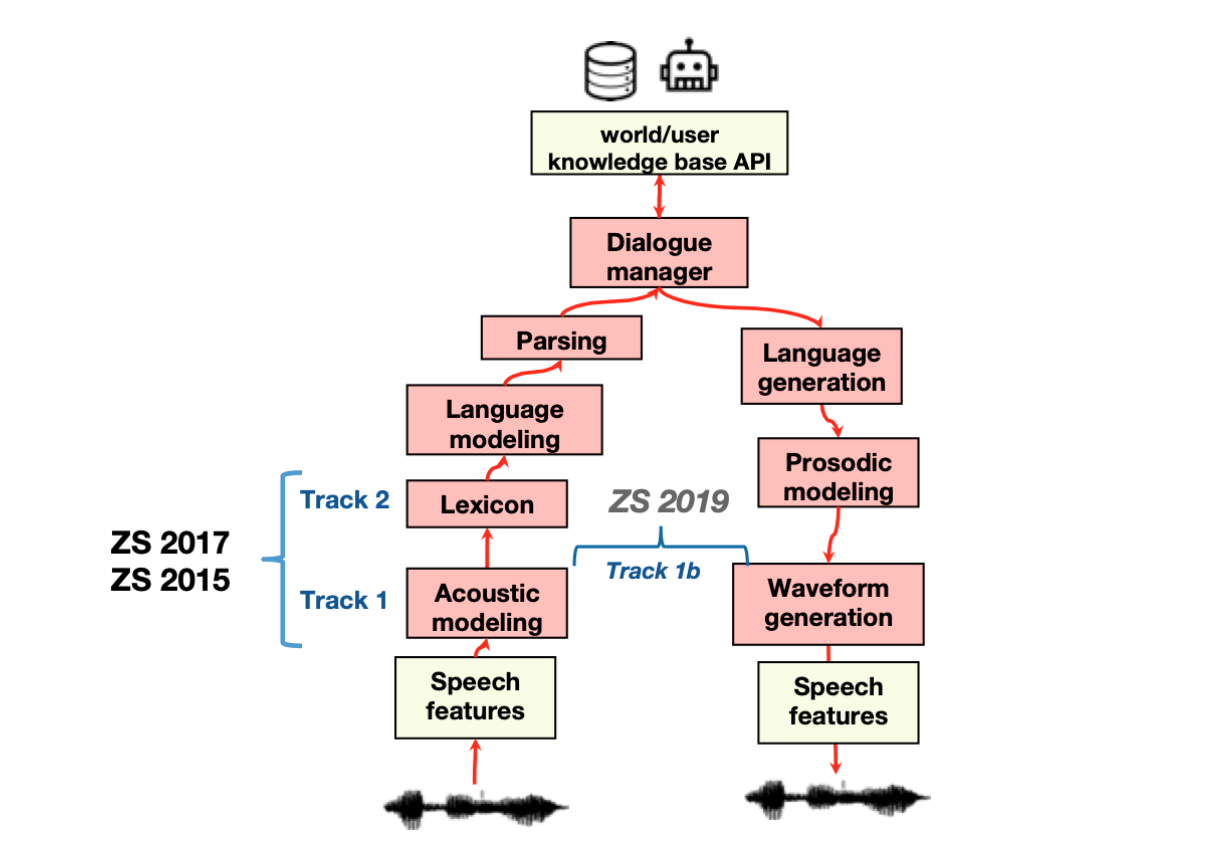 world/user
knowledge base API
Dialogue
manager
Parsing
Language
generation
Language
modeling
Prosodic
modeling
Track 2
Lexicon
ZS 2019
ZS 2017
ZS 2015
Track 1b
Track 1
Acoustic
modeling
Waveform
generation
Speech
features
Speech
features